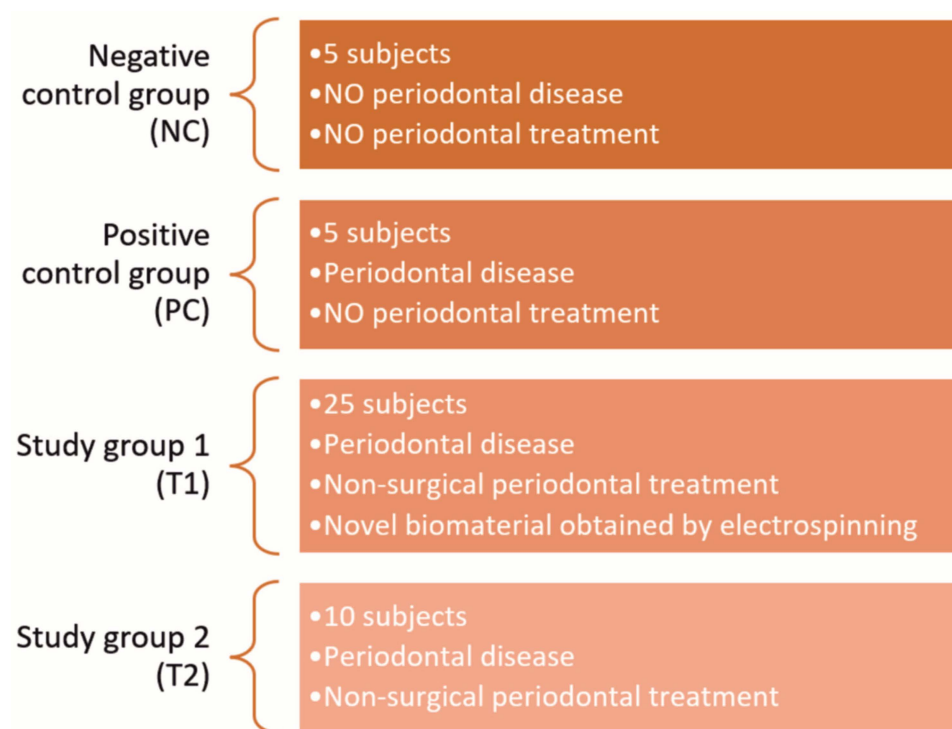 Negative
control group
(NC)
•5 subjects
•NO periodontal disease
•NO periodontal treatment
Positive
control group
(PC)
•5 subjects
•Periodontal disease
•NO periodontal treatment
Study group 1
(T1)
•25 subjects
•Periodontal disease
•Non-surgical periodontal treatment
•Novel biomaterial obtained by electrospinning
Study group 2
(T2)
•10 subjects
•Periodontal disease
•Non-surgical periodontal treatment